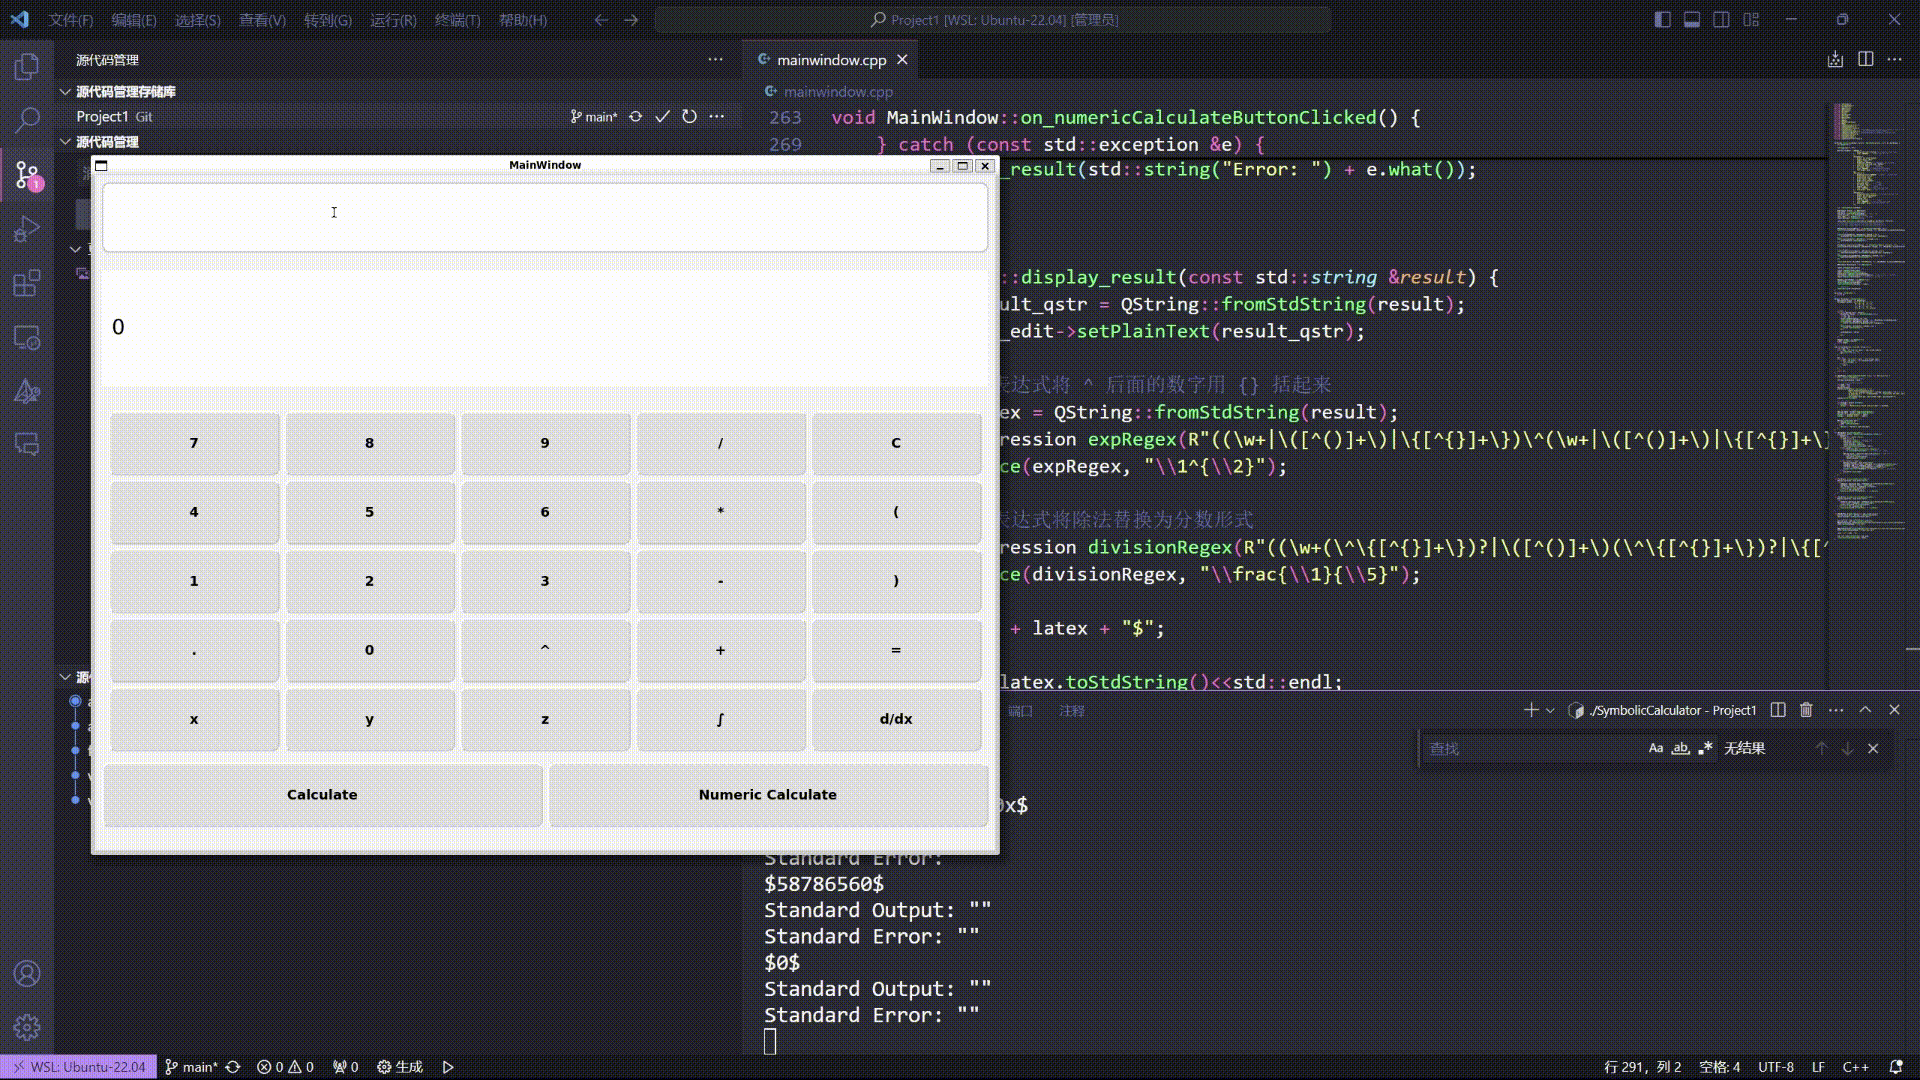 文件(F) 编辑(E) 选择(S) 查看(V) 转到(G) 运行(R) 终端(T) 帮助(H)
Project1 [WSL: Ubuntu-22.04] [管理员]
源代码管理
源代码管理存储库
Project1 Git
main*
源代码管理
1
mainwindow.cpp
mainwindow.cpp
263 void MainWindow::on_numericCalculateButtonClicked() {
269 } catch (const std::exception &e) {
_result(std::string("Error: ") + e.what());
::display_result(const std::string &result) {
ult_qstr = QString::fromStdString(result);
_edit->setPlainText(result_qstr);
表达式将 ^ 后面的数字用 {} 括起来
ex = QString::fromStdString(result);
ression expRegex(R"((\w+|\([^()]+\)|\{[^{}]+\})\^(\w+|\([^()]+\)|\{[^{}]+\}
ce(expRegex, "\\1^{\\2}");
表达式将除法替换为分数形式
ression divisionRegex(R"((\w+(\^\{[^{}]+\})?|\([^()]+\)(\^\{[^{}]+\})?|\{[^
ce(divisionRegex, "\\frac{\\1}{\\5}");
+ latex + "$";
latex.toStdString()<<std::endl;
MainWindow
0
7 8 9 / C
4 5 6 * (
1 2 3 - )
. 0 ^ + =
x y z ∫ d/dx
Calculate Numeric Calculate
端口 注释
./SymbolicCalculator - Project1
查找 Aa ab 无结果
0x$
Standard Error:
$58786560$
Standard Output: ""
Standard Error: ""
$0$
Standard Output: ""
Standard Error: ""
WSL: Ubuntu-22.04 main* 0 0 0 生成
行 291, 列 2 空格: 4 UTF-8 LF C++